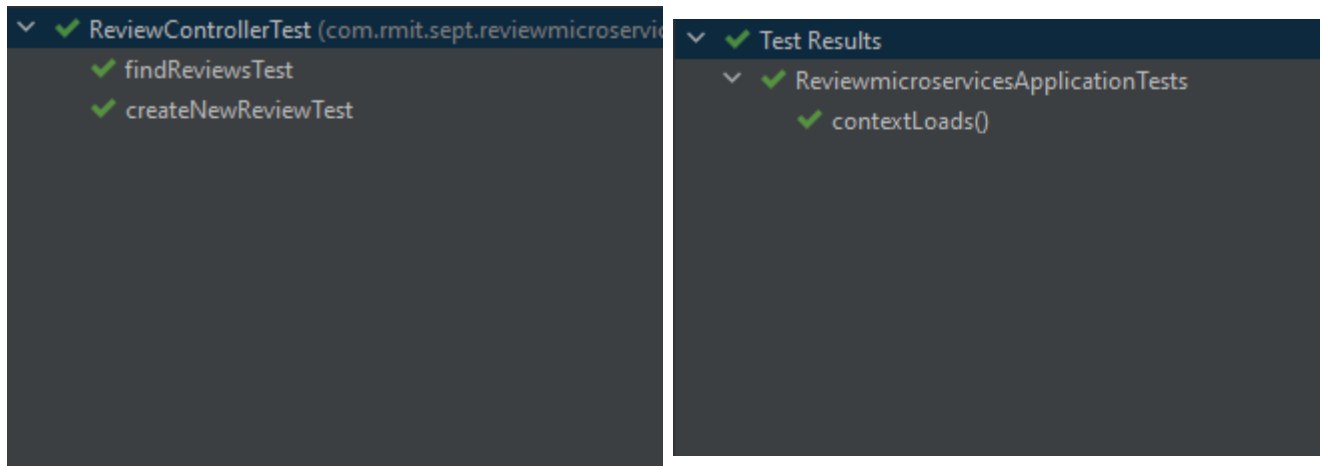 ReviewControllerTest (com.rmit.sept.reviewmicroservic
findReviewsTest
createNewReviewTest
Test Results
ReviewmicroservicesApplicationTests
contextLoads()